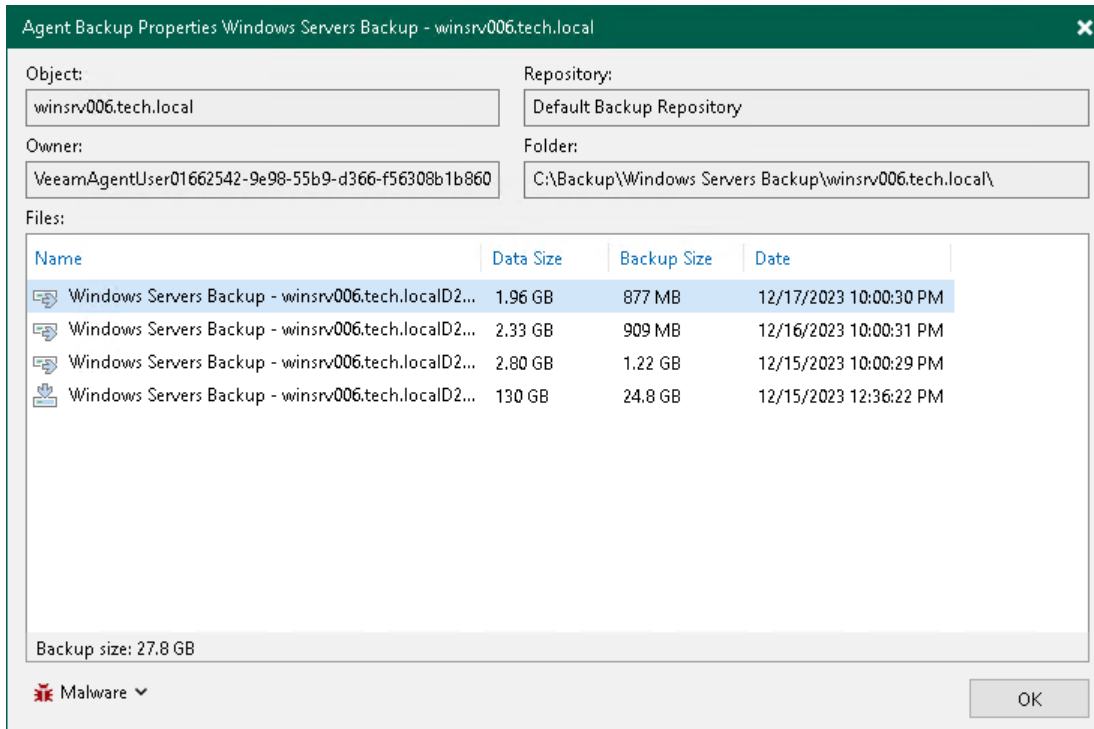 Agent Backup Properties Windows Servers Backup - winsrv006.tech.local
Object:
winsrv006.tech.local
Repository:
Default Backup Repository
Owner:
VeeamAgentUser01662542-9e98-55b9-d366-f56308b1b860
Folder:
C:\Backup\Windows Servers Backup\winsrv006.tech.local\
Files:
Name Data Size Backup Size Date
Windows Servers Backup - winsrv006.tech.localD2... 1.96 GB 877 MB 12/17/2023 10:00:30 PM
Windows Servers Backup - winsrv006.tech.localD2... 2.33 GB 909 MB 12/16/2023 10:00:31 PM
Windows Servers Backup - winsrv006.tech.localD2... 2.80 GB 1.22 GB 12/15/2023 10:00:29 PM
Windows Servers Backup - winsrv006.tech.localD2... 130 GB 24.8 GB 12/15/2023 12:36:22 PM
Backup size: 27.8 GB
Malware
OK